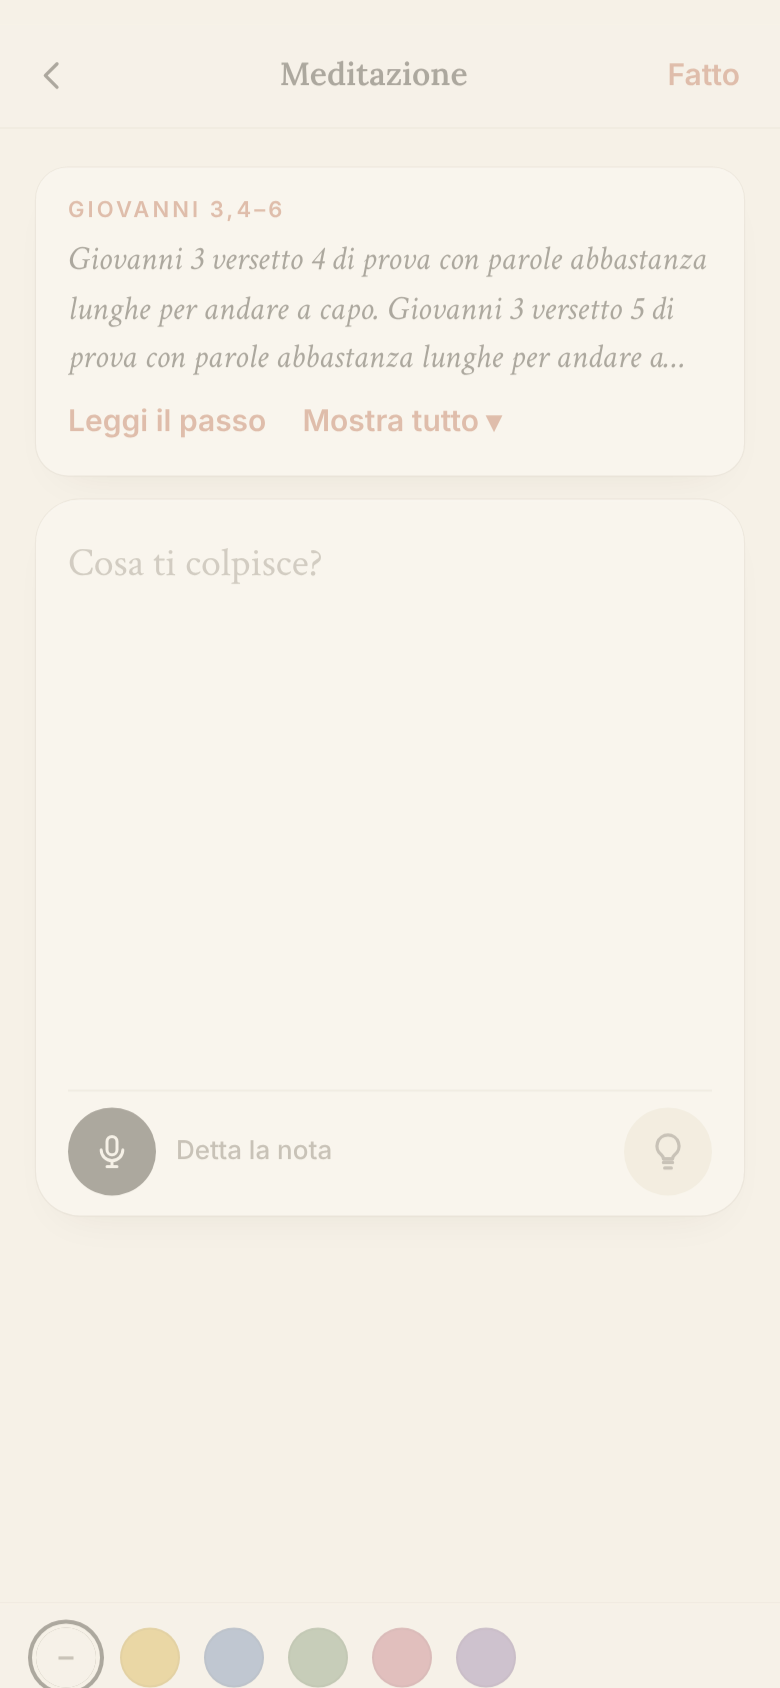 Meditazione
Fatto
GIOVANNI 3,4–6
Giovanni 3 versetto 4 di prova con parole abbastanza
lunghe per andare a capo. Giovanni 3 versetto 5 di
prova con parole abbastanza lunghe per andare a...
Leggi il passo
Mostra tutto ▾
Cosa ti colpisce?
Detta la nota
–